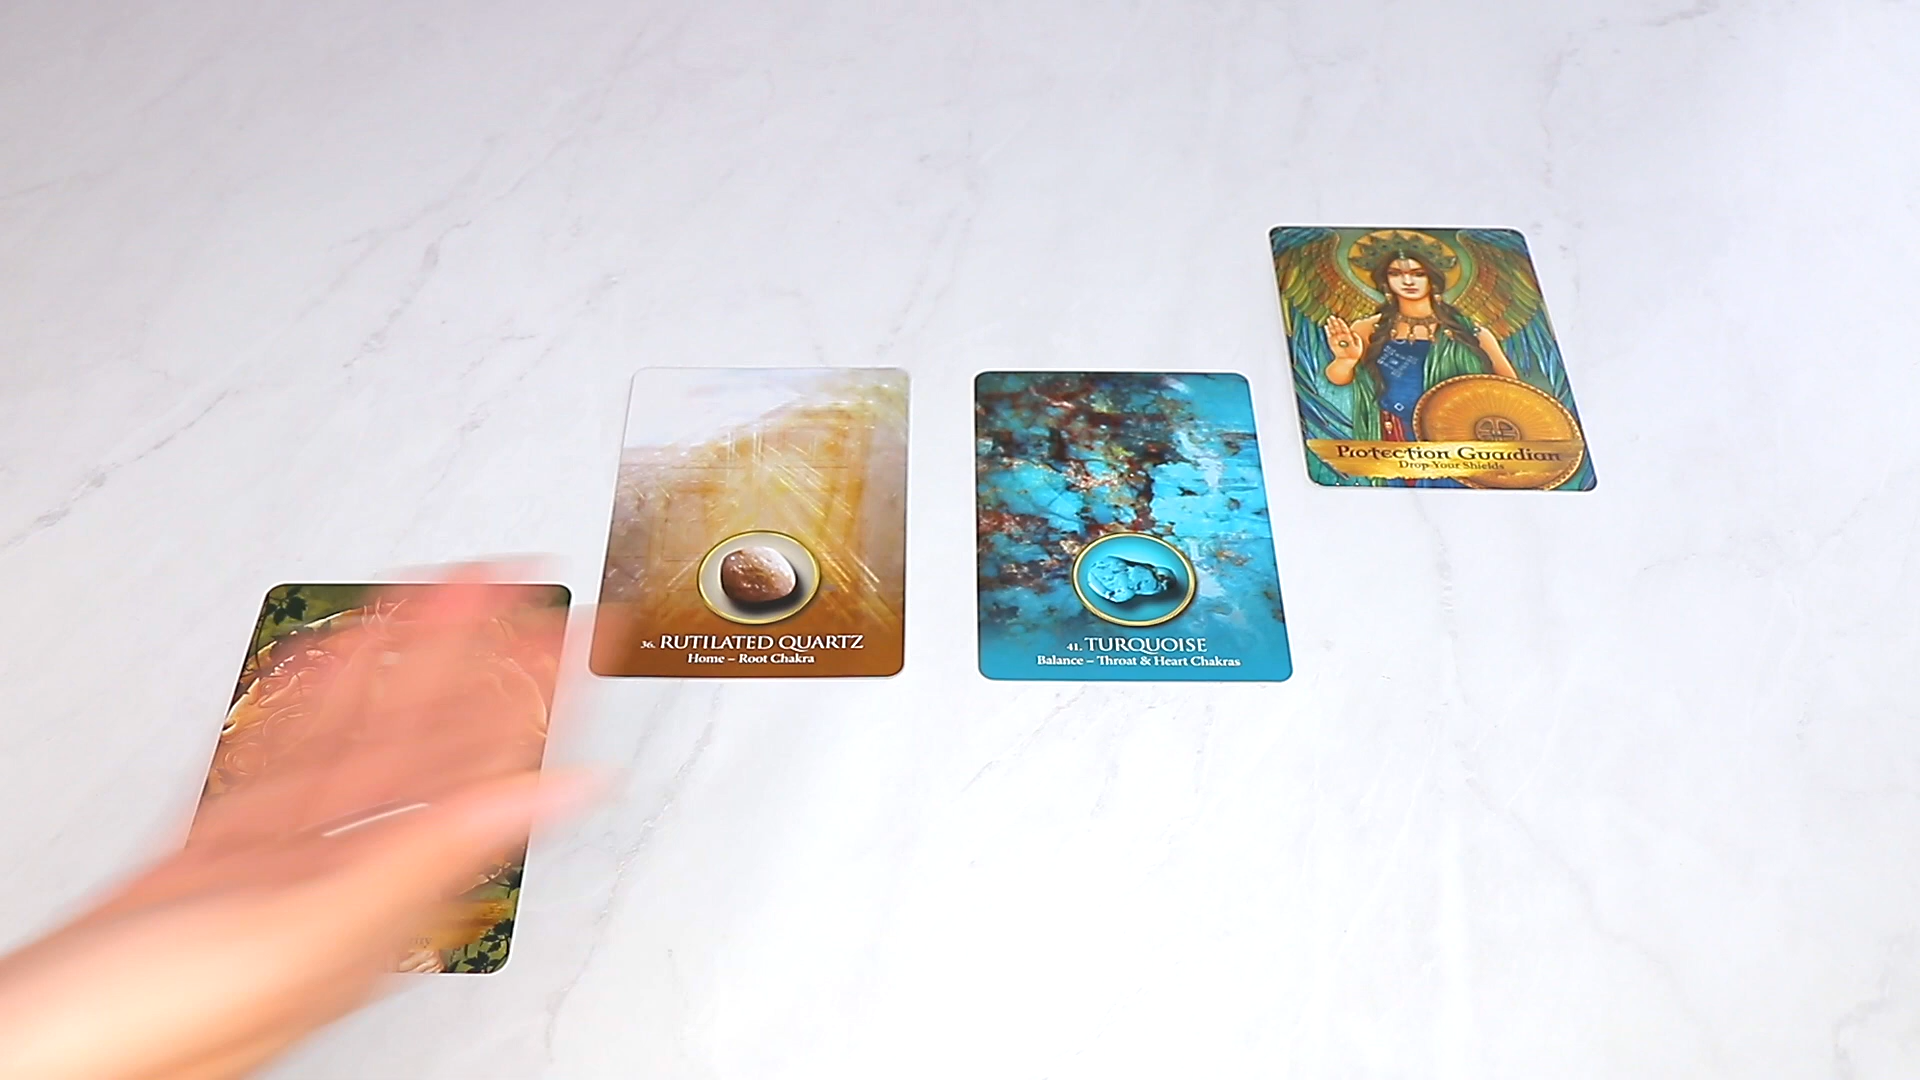 36. RUTILATED QUARTZ
Home – Root Chakra
41. TURQUOISE
Balance – Throat & Heart Chakras
Protection Guardian
Drop Your Shields